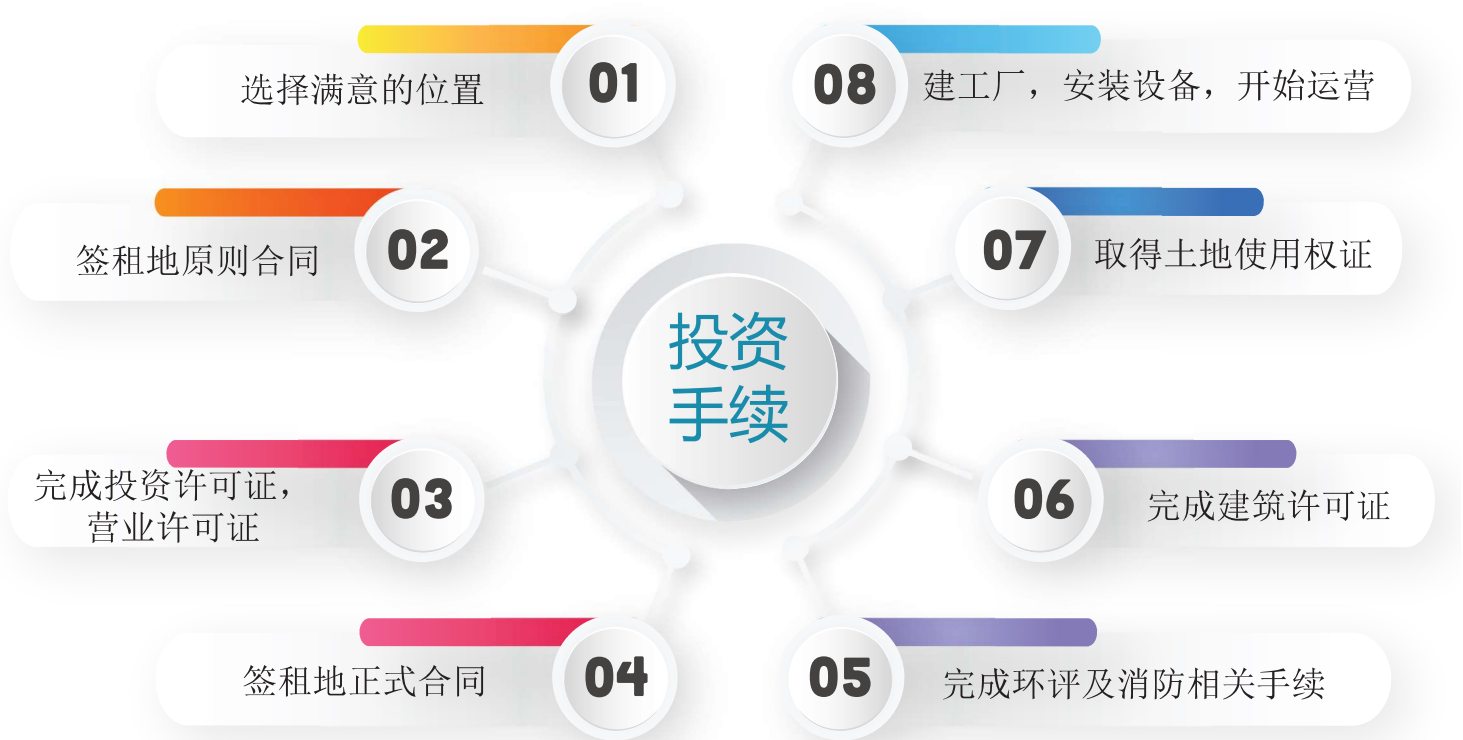 投资
手续
01
选择满意的位置
02
签租地原则合同
03
完成投资许可证，
营业许可证
04
签租地正式合同
05
完成环评及消防相关手续
06
完成建筑许可证
07
取得土地使用权证
08
建工厂，安装设备，开始运营